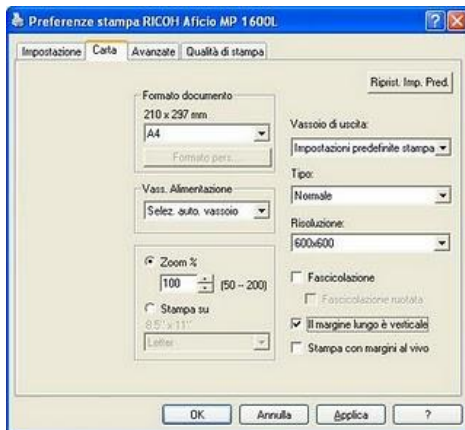 Preferenze stampa RICOH Aficio MP 1600L
Impostazione
Carta
Avanzate
Qualità di stampa
Riprist. Imp. Pred.
Formato documento
210 x 297 mm
A4
Formato pers...
Vass. Alimentazione
Selez. auto. vassoio
Zoom %
100
(50 -- 200)
Stampa su
8.5" x 11"
Letter
Vassoio di uscita:
Impostazioni predefinite stampa
Tipo:
Normale
Risoluzione:
600x600
Fascicolazione
Fascicolazione ruotata
Il margine lungo è verticale
Stampa con margini al vivo
OK
Annulla
Applica
?